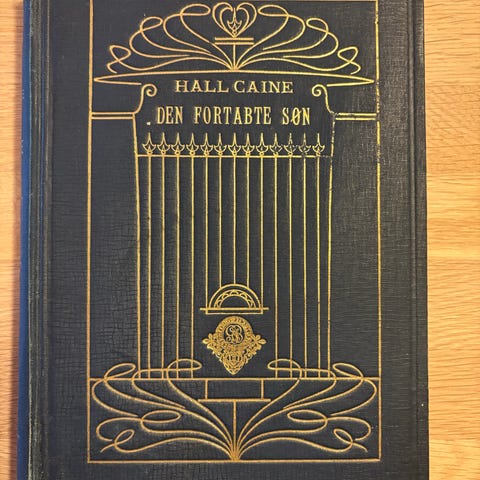 HALL CAINE
DEN FORTABTE SØN